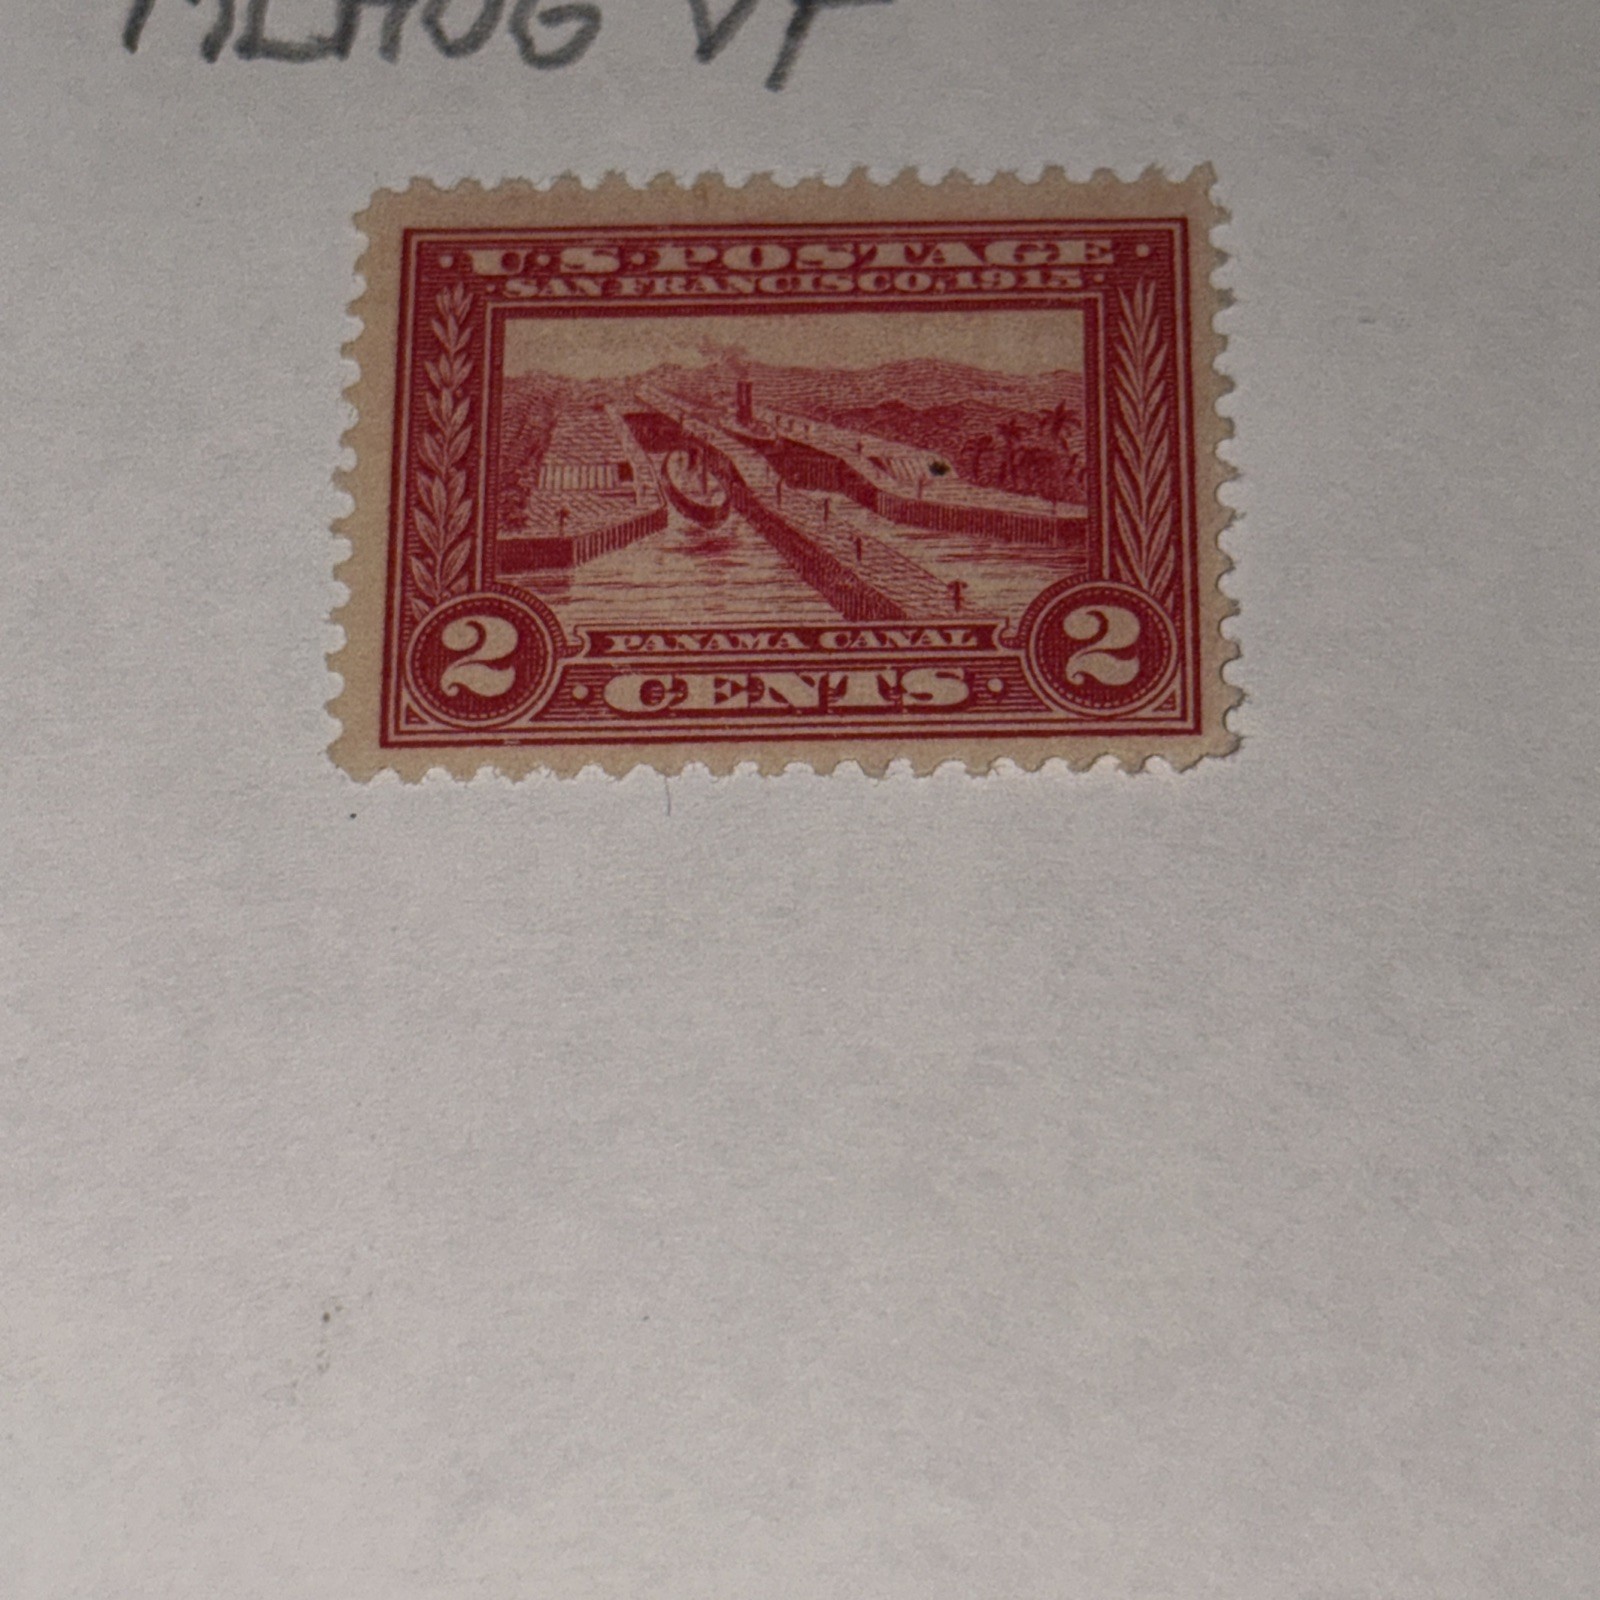 MLHOG VF
·U·S·POSTAGE·
·SAN FRANCISCO, 1915·
PANAMA CANAL
2 ·CENTS· 2